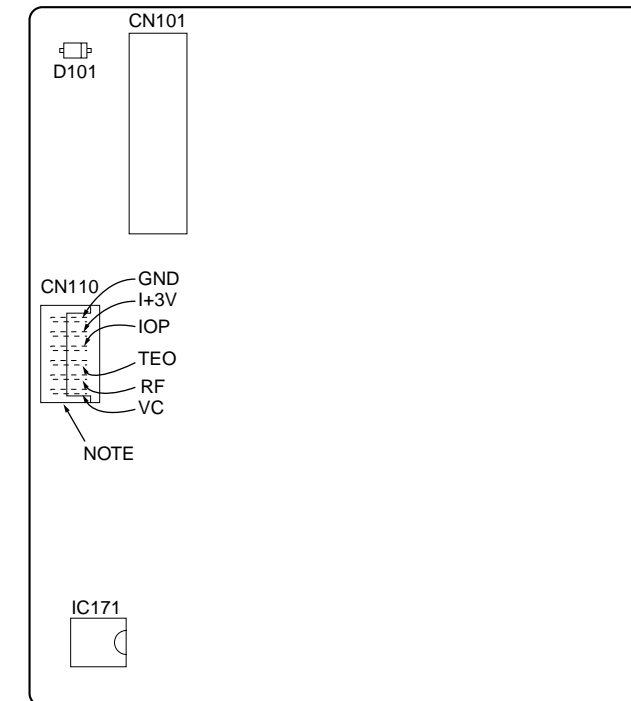 CN101
D101
CN110
GND
I+3V
IOP
TEO
RF
VC
NOTE
IC171